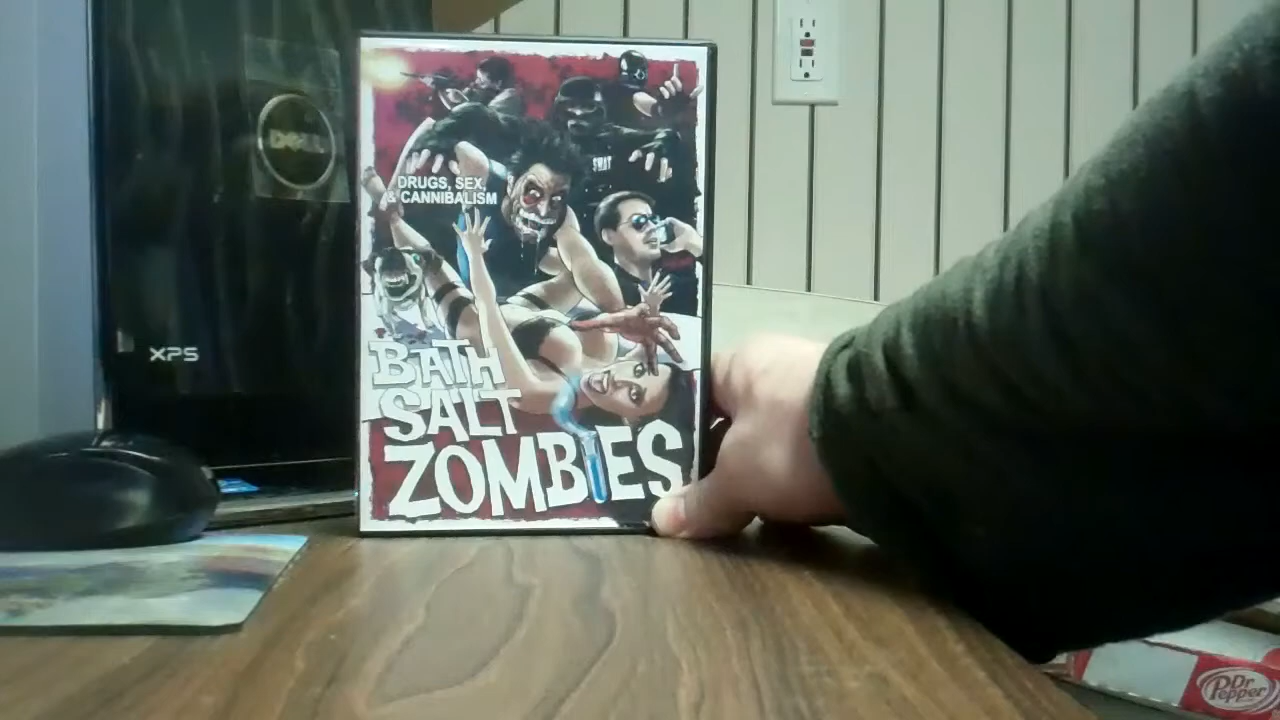 DELL
XPS
SWAT
DRUGS, SEX,
& CANNIBALISM
BATH
SALT
ZOMBIES
Dr
Pepper